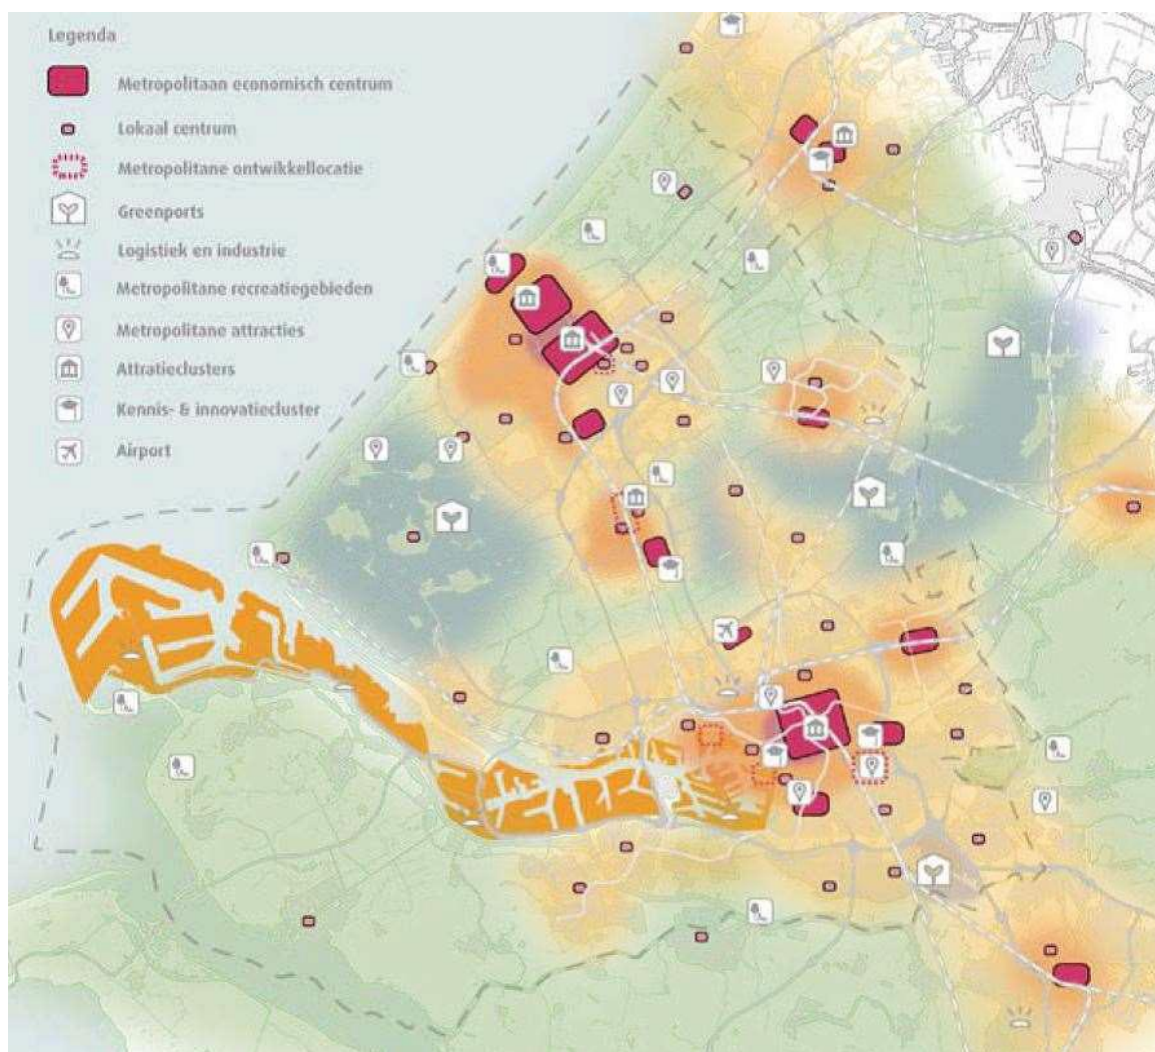 Legenda
Metropolitaan economisch centrum
Lokaal centrum
Metropolitane ontwikkellocatie
Greenports
Logistiek en industrie
Metropolitane recreatiegebieden
Metropolitane attracties
Attratieclusters
Kennis- & innovatiecluster
Airport